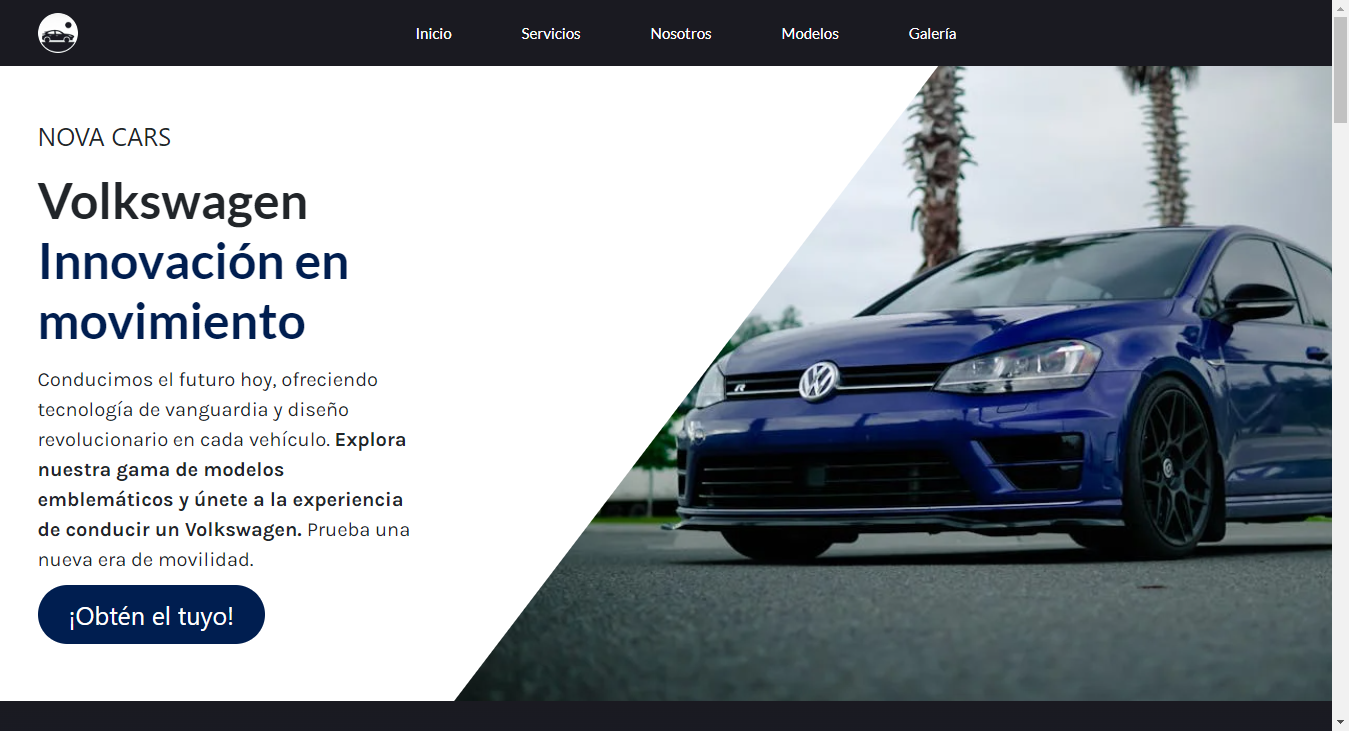 Inicio Servicios Nosotros Modelos Galería
NOVA CARS
Volkswagen
Innovación en
movimiento
Conducimos el futuro hoy, ofreciendo
tecnología de vanguardia y diseño
revolucionario en cada vehículo. Explora
nuestra gama de modelos
emblemáticos y únete a la experiencia
de conducir un Volkswagen. Prueba una
nueva era de movilidad.
¡Obtén el tuyo!
R
VW